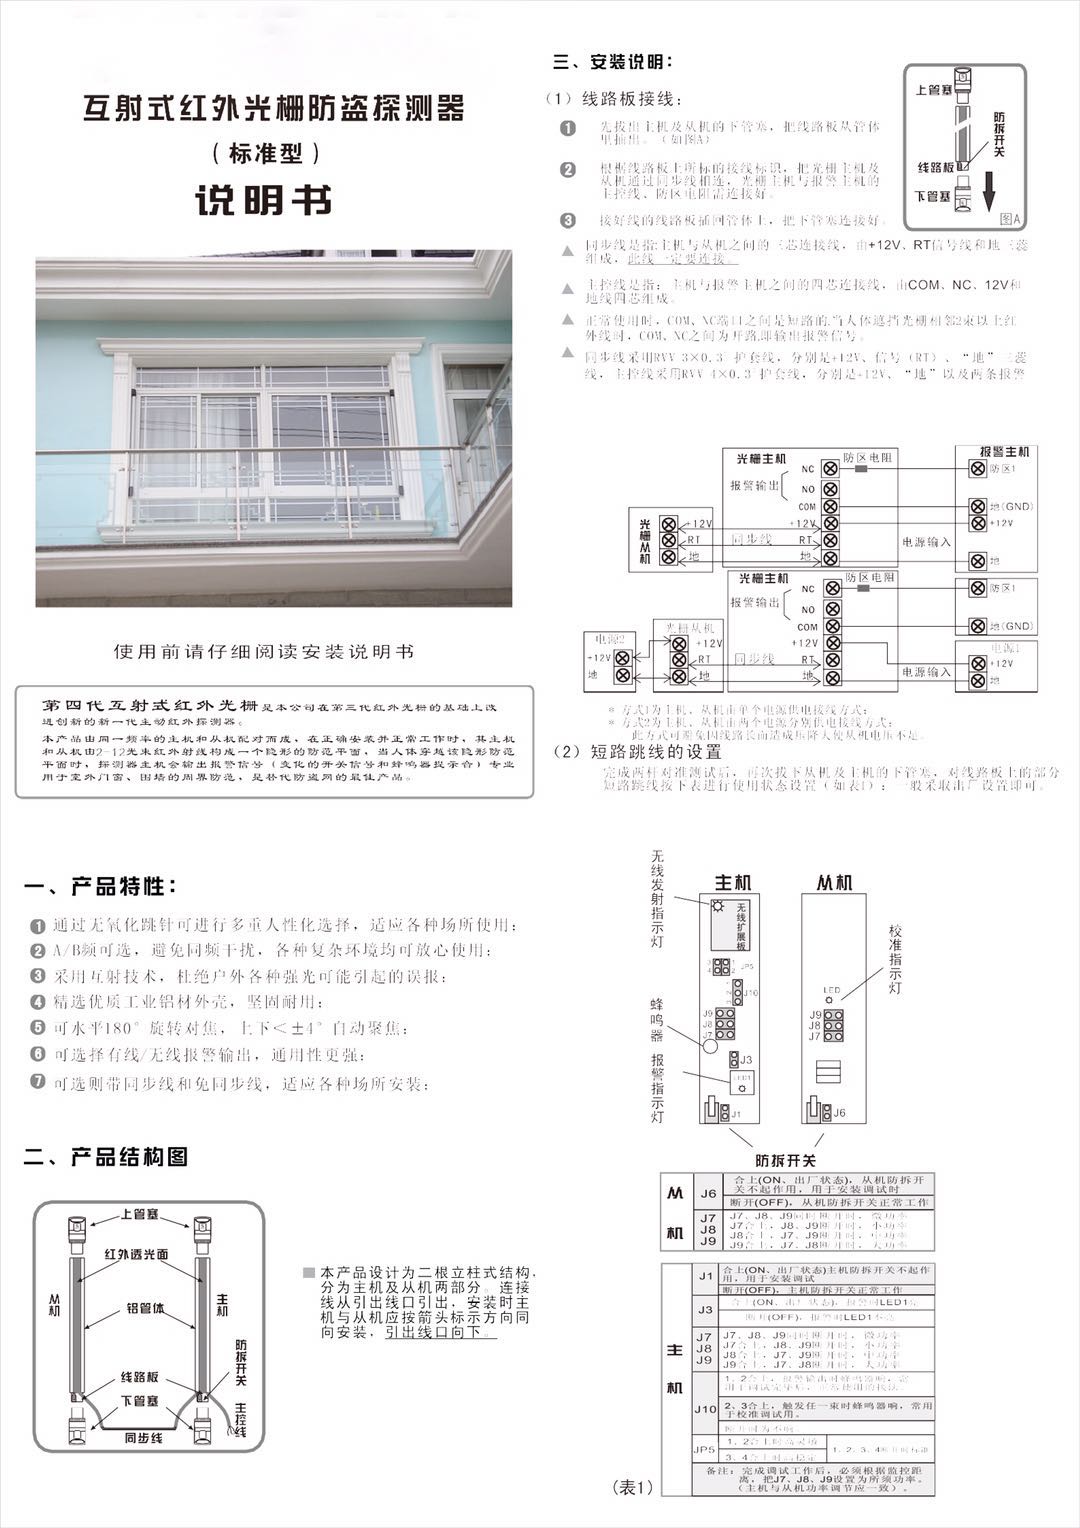 互射式红外光栅防盗探测器
（标准型）
说明书
使用前请仔细阅读安装说明书
第四代互射式红外光栅是本公司在第三代红外光栅的基础上改
进创新的新一代主动红外探测器。
本产品由同一频率的主机和从机配对而成，在正确安装并正常工作时，其主机
和从机由2-12光束红外射线构成一个隐形的防范平面，当人体穿越该隐形防范
平面时，探测器主机会输出报警信号（变化的开关信号和蜂鸣器提示音）专业
用于室外门窗、围墙的周界防范，是替代防盗网的最佳产品。
一、产品特性：
1 通过无氧化跳针可进行多重人性化选择，适应各种场所使用；
2 A/B频可选，避免同频干扰，各种复杂环境均可放心使用；
3 采用互射技术，杜绝户外各种强光可能引起的误报；
4 精选优质工业铝材外壳，坚固耐用；
5 可水平180°旋转对焦，上下＜±4°自动聚焦；
6 可选择有线/无线报警输出，通用性更强；
7 可选则带同步线和免同步线，适应各种场所安装；
二、产品结构图
上管塞
红外透光面
从机
铝管体
主机
防拆开关
线路板
下管塞
主控线
同步线
本产品设计为二根立柱式结构，
分为主机及从机两部分。连接
线从引出线口引出，安装时主
机与从机应按箭头标示方向同
向安装，引出线口向下。
三、安装说明：
（1）线路板接线：
1 先拔出主机及从机的下管塞，把线路板从管体
里抽出。（如图A）
2 根椐线路板上所标的接线标识，把光栅主机及
从机通过同步线相连，光栅主机与报警主机的
主控线、防区电阻需连接好。
3 接好线的线路板插回管体上，把下管塞连接好。
上管塞
防拆开关
线路板
下管塞
图A
同步线是指主机与从机之间的三芯连接线，由+12V、RT信号线和地三蕊
组成，此线一定要连接。
主控线是指：主机与报警主机之间的四芯连接线，由COM、NC、12V和
地线四芯组成。
正常使用时，COM、NC端口之间是短路的.当人体遮挡光栅相邻2束以上红
外线时，COM、NC之间为开路.即输出报警信号。
同步线采用RVV 3×0.3 护套线，分别是+12V、信号（RT）、“地”三蕊
线，主控线采用RVV 4×0.3 护套线，分别是+12V、“地”以及两条报警
光栅主机
防区电阻
报警主机
NC
防区1
报警输出
NO
COM
地(GND)
光栅从机
+12V
+12V
+12V
RT
同步线
RT
电源输入
地
地
地
光栅主机
防区电阻
NC
防区1
报警输出
NO
光栅从机
COM
地(GND)
电源2
+12V
+12V
电源1
+12V
RT
同步线
RT
+12V
地
地
地
电源输入
地
* 方式1为主机、从机由单个电源供电接线方式；
* 方式2为主机、从机由两个电源分别供电接线方式；
此方式可避免因线路长而造成压降大使从机电压不足。
（2）短路跳线的设置
完成两杆对准测试后，再次拔下从机及主机的下管塞，对线路板上的部分
短路跳线按下表进行使用状态设置（如表1）；一般采取出厂设置即可。
无线发射指示灯
主机
从机
无线扩展板
校准指示灯
3 1
4 2
JP5
1
2
3
J10
LED
蜂鸣器
J9
J8
J7
J9
J8
J7
J3
报警指示灯
LED1
J1
J6
防拆开关
从机
J6
合上(ON、出厂状态)，从机防拆开
关不起作用，用于安装调试时
断开(OFF)，从机防拆开关正常工作
J7
J8
J9
J7、J8、J9同时断开时，微功率
J7合上，J8、J9断开时，小功率
J8合上，J7、J9断开时，中功率
J9合上，J7、J8断开时，大功率
主机
J1
合上(ON、出厂状态)主机防拆开关不起作
用，用于安装调试
断开(OFF)，主机防拆开关正常工作
J3
合上(ON、出厂状态)，报警时LED1亮
断开(OFF)，报警时LED1不亮
J7
J8
J9
J7、J8、J9同时断开时，微功率
J7合上，J8、J9断开时，小功率
J8合上，J7、J9断开时，中功率
J9合上，J7、J8断开时，大功率
J10
1、2合上，报警输出时蜂鸣器响，常
2、3合上，触发任一束时蜂鸣器响，常用
于校准调试用。
断开时为不响
JP5
1、2合上时高灵敏
3、4合上时高稳定
1、2、3、4断开时标准
备注：完成调试工作后，必须根据监控距
离，把J7、J8、J9设置为所须功率。
（主机与从机功率调节应一致）。
（表1）